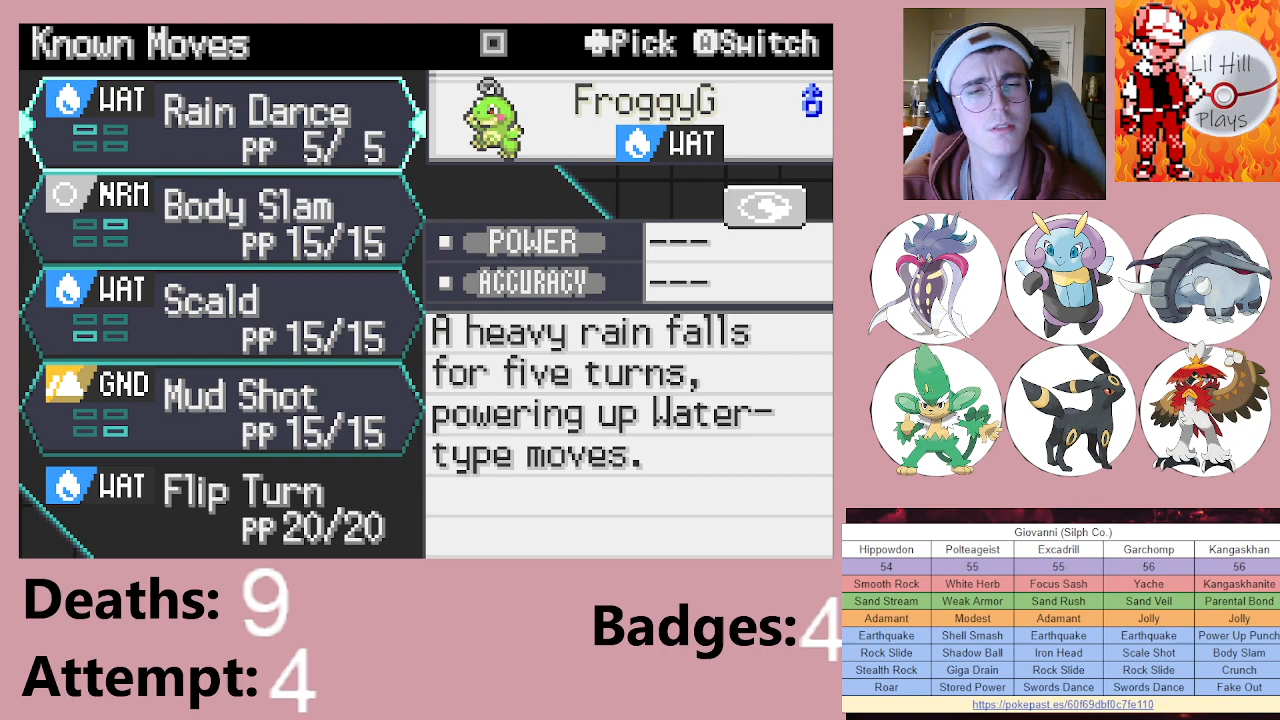 Known Moves
Pick
Switch
WAT Rain Dance
PP 5/ 5
NRM Body Slam
PP 15/15
WAT Scald
PP 15/15
GND Mud Shot
PP 15/15
WAT Flip Turn
PP 20/20
FroggyG
WAT
POWER ---
ACCURACY ---
A heavy rain falls
for five turns,
powering up Water-
type moves.
Lil Hill
Plays
Deaths: 9
Attempt: 4
Badges: 4
Giovanni (Silph Co.)
Hippowdon Polteageist Excadrill Garchomp Kangaskhan
54 55 55 56 56
Smooth Rock White Herb Focus Sash Yache Kangaskhanite
Sand Stream Weak Armor Sand Rush Sand Veil Parental Bond
Adamant Modest Adamant Jolly Jolly
Earthquake Shell Smash Earthquake Earthquake Power Up Punch
Rock Slide Shadow Ball Iron Head Scale Shot Body Slam
Stealth Rock Giga Drain Rock Slide Rock Slide Crunch
Roar Stored Power Swords Dance Swords Dance Fake Out
https://pokepast.es/60f69dbf0c7fe110